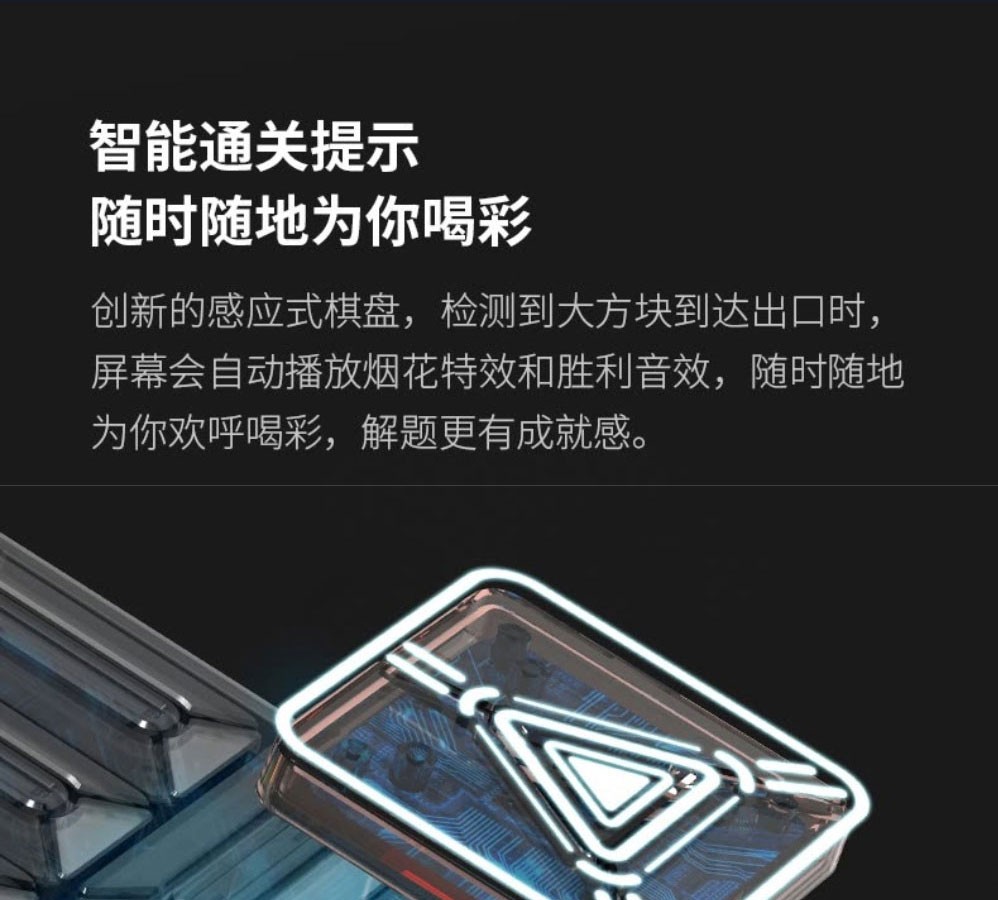 智能通关提示
随时随地为你喝彩
创新的感应式棋盘，检测到大方块到达出口时，
屏幕会自动播放烟花特效和胜利音效，随时随地
为你欢呼喝彩，解题更有成就感。